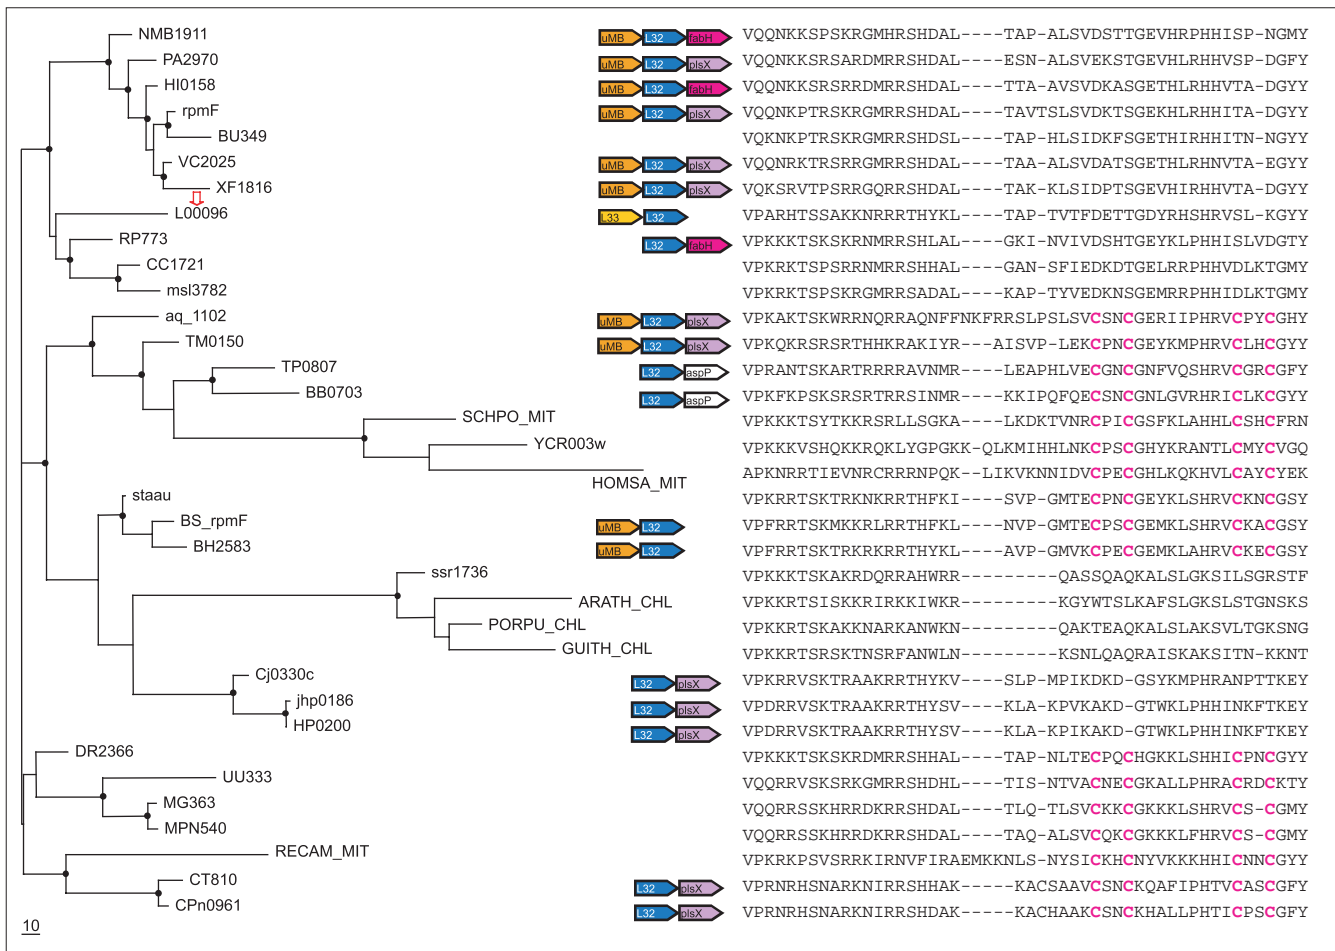 NMB1911 uMB L32 fabH VQQNKKSPSKRGMHRSHDAL----TAP-ALSVDSTTGEVHRPHHISP-NGMY
PA2970 uMB L32 plsX VQQNKKSRSARDMRRSHDAL----ESN-ALSVEKSTGEVHLRHHVSP-DGFY
HI0158 uMB L32 fabH VQQNKKSRSRRDMRRSHDAL----TTA-AVSVDKASGETHLRHHVTA-DGYY
rpmF uMB L32 plsX VQQNKPTRSKRGMRRSHDAL----TAVTSLSVDKTSGEKHLRHHITA-DGYY
BU349 VQKNKPTRSKRGMRRSHDSL----TAP-HLSIDKFSGETHIRHHITN-NGYY
VC2025 uMB L32 plsX VQQNRKTRSRRGMRRSHDAL----TAA-ALSVDATSGETHLRHNVTA-EGYY
XF1816 uMB L32 plsX VQKSRVTPSRRGQRRSHDAL----TAK-KLSIDPTSGEVHIRHHVTA-DGYY
L00096 L33 L32 VPARHTSSAKKNRRRTHYKL----TAP-TVTFDETTGDYRHSHRVSL-KGYY
RP773 L32 fabH VPKKKTSKSKRNMRRSHLAL----GKI-NVIVDSHTGEYKLPHHISLVDGTY
CC1721 VPKRKTSPSRRNMRRSHHAL----GAN-SFIEDKDTGELRRPHHVDLKTGMY
msl3782 VPKRKTSPSKRGMRRSADAL----KAP-TYVEDKNSGEMRRPHHIDLKTGMY
aq_1102 uMB L32 plsX VPKAKTSKWRRNQRRAQNFFNKFRRSLPSLSVCSNCGERIIPHRVCPYCGHY
TM0150 uMB L32 plsX VPKQKRSRSRTHHKRAKIYR---AISVP-LEKCPNCGEYKMPHRVCLHCGYY
TP0807 L32 aspP VPRANTSKARTRRRRAVNMR----LEAPHLVECGNCGNFVQSHRVCGRCGFY
BB0703 L32 aspP VPKFKPSKSRSRTRRSINMR----KKIPQFQECSNCGNLGVRHRICLKCGYY
SCHPO_MIT VPKKKTSYTKKRSRLLSGKA----LKDKTVNRCPICGSFKLAHHLCSHCFRN
YCR003w VPKKKVSHQKKRQKLYGPGKK-QLKMIHHLNKCPSCGHYKRANTLCMYCVGQ
HOMSA_MIT APKNRRTIEVNRCRRRNPQK--LIKVKNNIDVCPECGHLKQKHVLCAYCYEK
staau VPKRRTSKTRKNKRRTHFKI----SVP-GMTECPNCGEYKLSHRVCKNCGSY
BS_rpmF uMB L32 VPFRRTSKMKKRLRRTHFKL----NVP-GMTECPSCGEMKLSHRVCKACGSY
BH2583 uMB L32 VPFRRTSKTRKRKRRTHYKL----AVP-GMVKCPECGEMKLAHRVCKECGSY
ssr1736 VPKKKTSKAKRDQRRAHWRR---------QASSQAQKALSLGKSILSGRSTF
ARATH_CHL VPKKRTSISKKRIRKKIWKR---------KGYWTSLKAFSLGKSLSTGNSKS
PORPU_CHL VPKKRTSKAKKNARKANWKN---------QAKTEAQKALSLAKSVLTGKSNG
GUITH_CHL VPKKRTSRSKTNSRFANWLN---------KSNLQAQRAISKAKSITN-KKNT
Cj0330c L32 plsX VPKRRVSKTRAAKRRTHYKV----SLP-MPIKDKD-GSYKMPHRANPTTKEY
jhp0186 L32 plsX VPDRRVSKTRAAKRRTHYSV----KLA-KPVKAKD-GTWKLPHHINKFTKEY
HP0200 L32 plsX VPDRRVSKTRAAKRRTHYSV----KLA-KPIKAKD-GTWKLPHHINKFTKEY
DR2366 VPKKKTSKSKRDMRRSHHAL----TAP-NLTECPQCHGKKLSHHICPNCGYY
UU333 VQQRRVSKSRKGMRRSHDHL----TIS-NTVACNECGKALLPHRACRDCKTY
MG363 VQQRRSSKHRRDKRRSHDAL----TLQ-TLSVCKKCGKKKLSHRVCS-CGMY
MPN540 VQQRRSSKHRRDKRRSHDAL----TAQ-ALSVCQKCGKKKLFHRVCS-CGMY
RECAM_MIT VPKRKPSVSRRKIRNVFIRAEMKKNLS-NYSICKHCNYVKKKHHICNNCGYY
CT810 L32 plsX VPRNRHSNARKNIRRSHHAK-----KACSAAVCSNCKQAFIPHTVCASCGFY
CPn0961 L32 plsX VPRNRHSNARKNIRRSHDAK-----KACHAAKCSNCKHALLPHTICPSCGFY
10